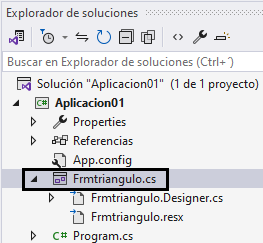 Explorador de soluciones
Buscar en Explorador de soluciones (Ctrl+´)
Solución "Aplicacion01" (1 de 1 proyecto)
C# Aplicacion01
Properties
Referencias
App.config
Frmtriangulo.cs
Frmtriangulo.Designer.cs
Frmtriangulo.resx
C# Program.cs